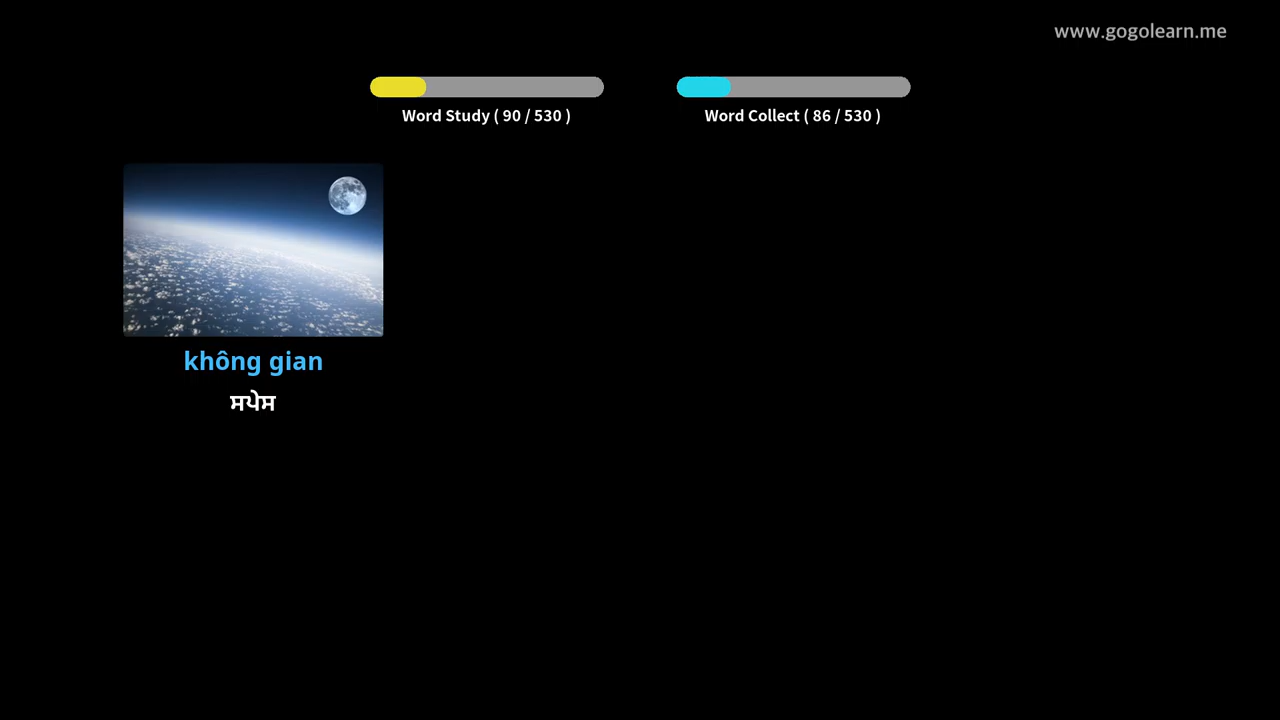 www.gogolearn.me
Word Study ( 90 / 530 )
Word Collect ( 86 / 530 )
không gian
ਸਪੇਸ